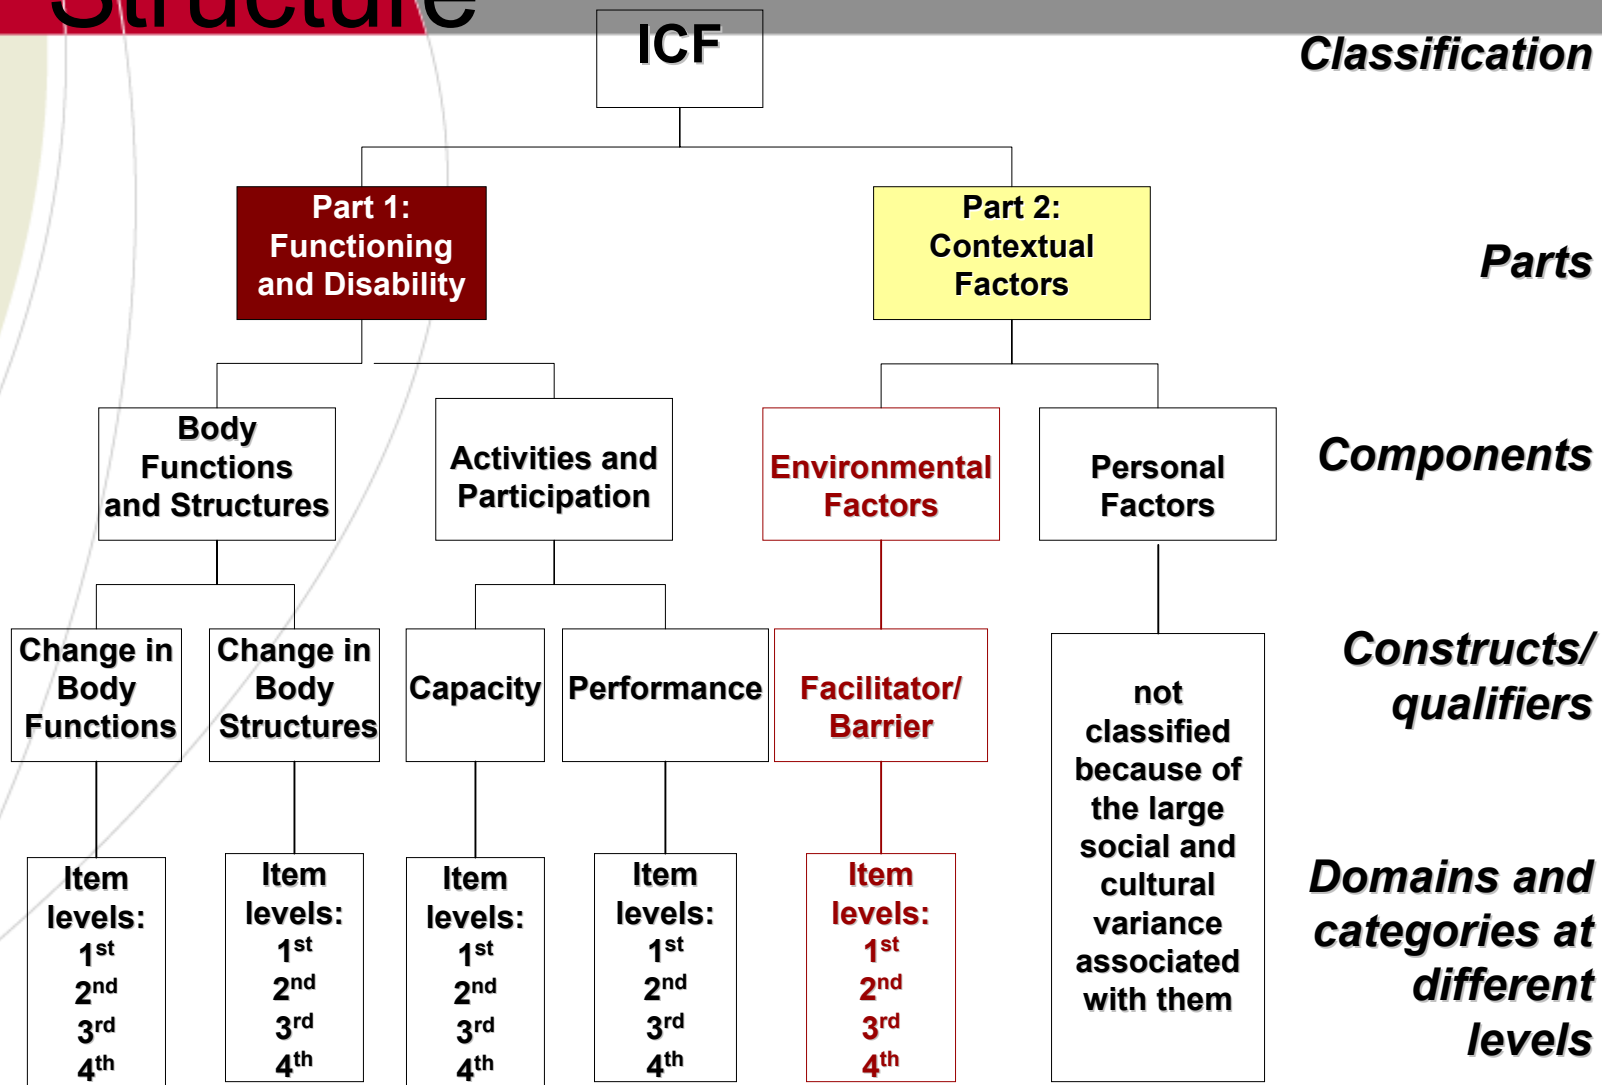 Structure
ICF
Classification
Part 1:
Functioning
and Disability
Part 2:
Contextual
Factors
Parts
Body
Functions
and Structures
Activities and
Participation
Environmental
Factors
Personal
Factors
Components
Change in
Body
Functions
Change in
Body
Structures
Capacity
Performance
Facilitator/
Barrier
not
classified
because of
the large
social and
cultural
variance
associated
with them
Constructs/
qualifiers
Item
levels:
1st
2nd
3rd
4th
Item
levels:
1st
2nd
3rd
4th
Item
levels:
1st
2nd
3rd
4th
Item
levels:
1st
2nd
3rd
4th
Item
levels:
1st
2nd
3rd
4th
Domains and
categories at
different
levels